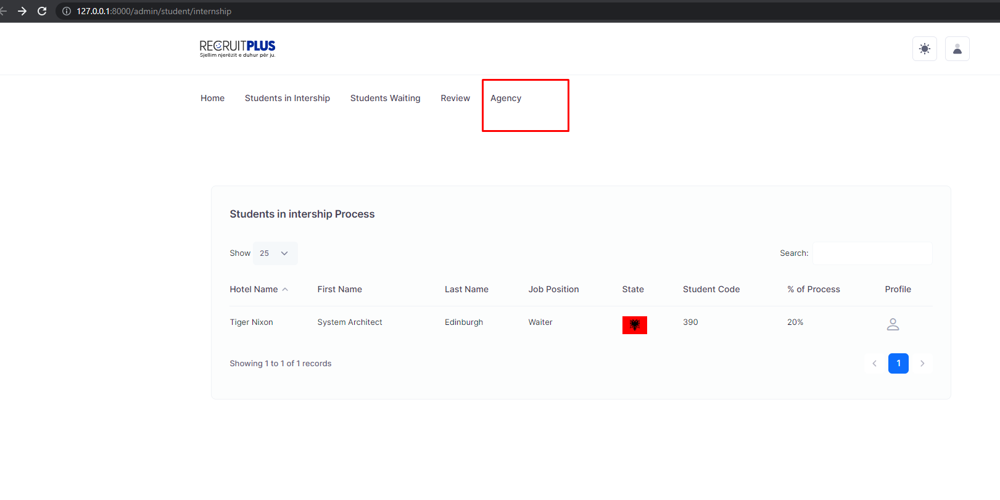 127.0.0.1:8000/admin/student/internship
RECRUITPLUS
Sjellim njerëzit e duhur për ju.
Home Students in Intership Students Waiting Review Agency
Students in intership Process
Show 25 Search:
Hotel Name First Name Last Name Job Position State Student Code % of Process Profile
Tiger Nixon System Architect Edinburgh Waiter 390 20%
Showing 1 to 1 of 1 records 1